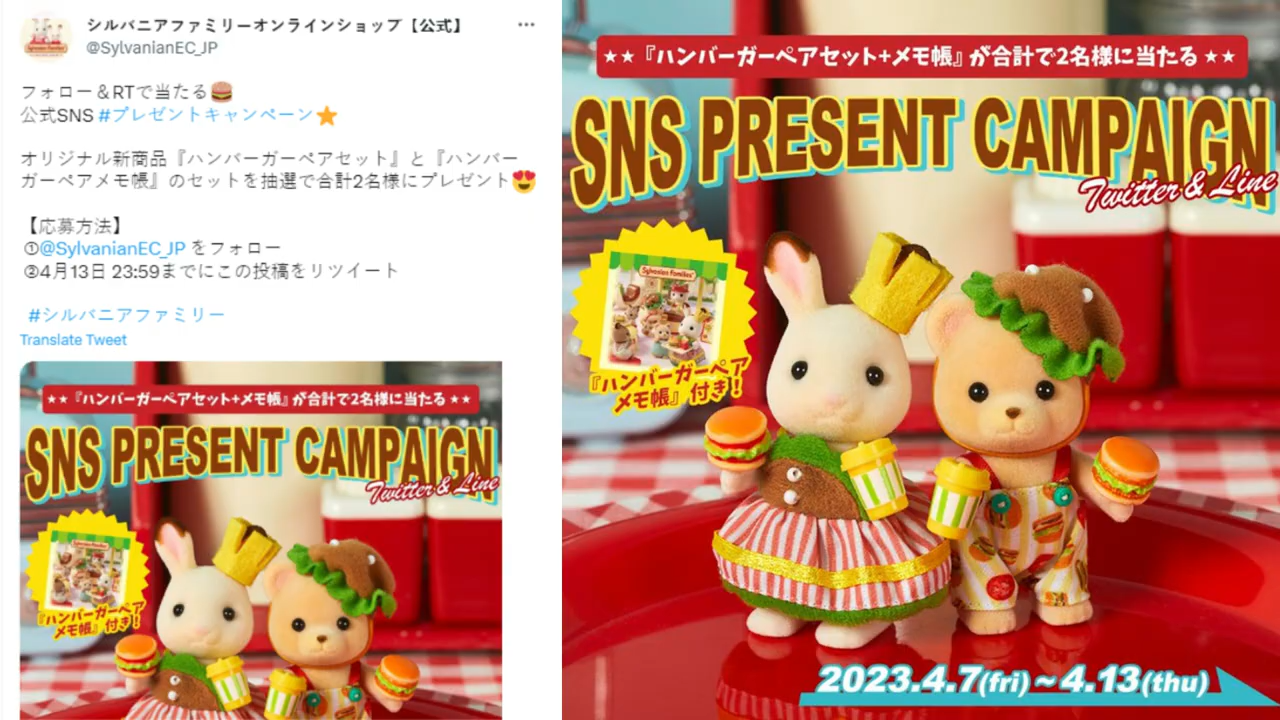 シルバニアファミリーオンラインショップ【公式】
@SylvanianEC_JP
フォロー＆RTで当たる🍔
公式SNS #プレゼントキャンペーン⭐
オリジナル新商品『ハンバーガーペアセット』と『ハンバー
ガーペアメモ帳』のセットを抽選で合計2名様にプレゼント😍
【応募方法】
①@SylvanianEC_JP をフォロー
②4月13日 23:59までにこの投稿をリツイート
#シルバニアファミリー
Translate Tweet
★★『ハンバーガーペアセット+メモ帳』が合計で2名様に当たる★★
SNS PRESENT CAMPAIGN
Twitter & Line
『ハンバーガーペア
メモ帳』付き！
★★『ハンバーガーペアセット+メモ帳』が合計で2名様に当たる★★
SNS PRESENT CAMPAIGN
Twitter & Line
Sylvanian Families
『ハンバーガーペア
メモ帳』付き！
2023.4.7(fri)～4.13(thu)